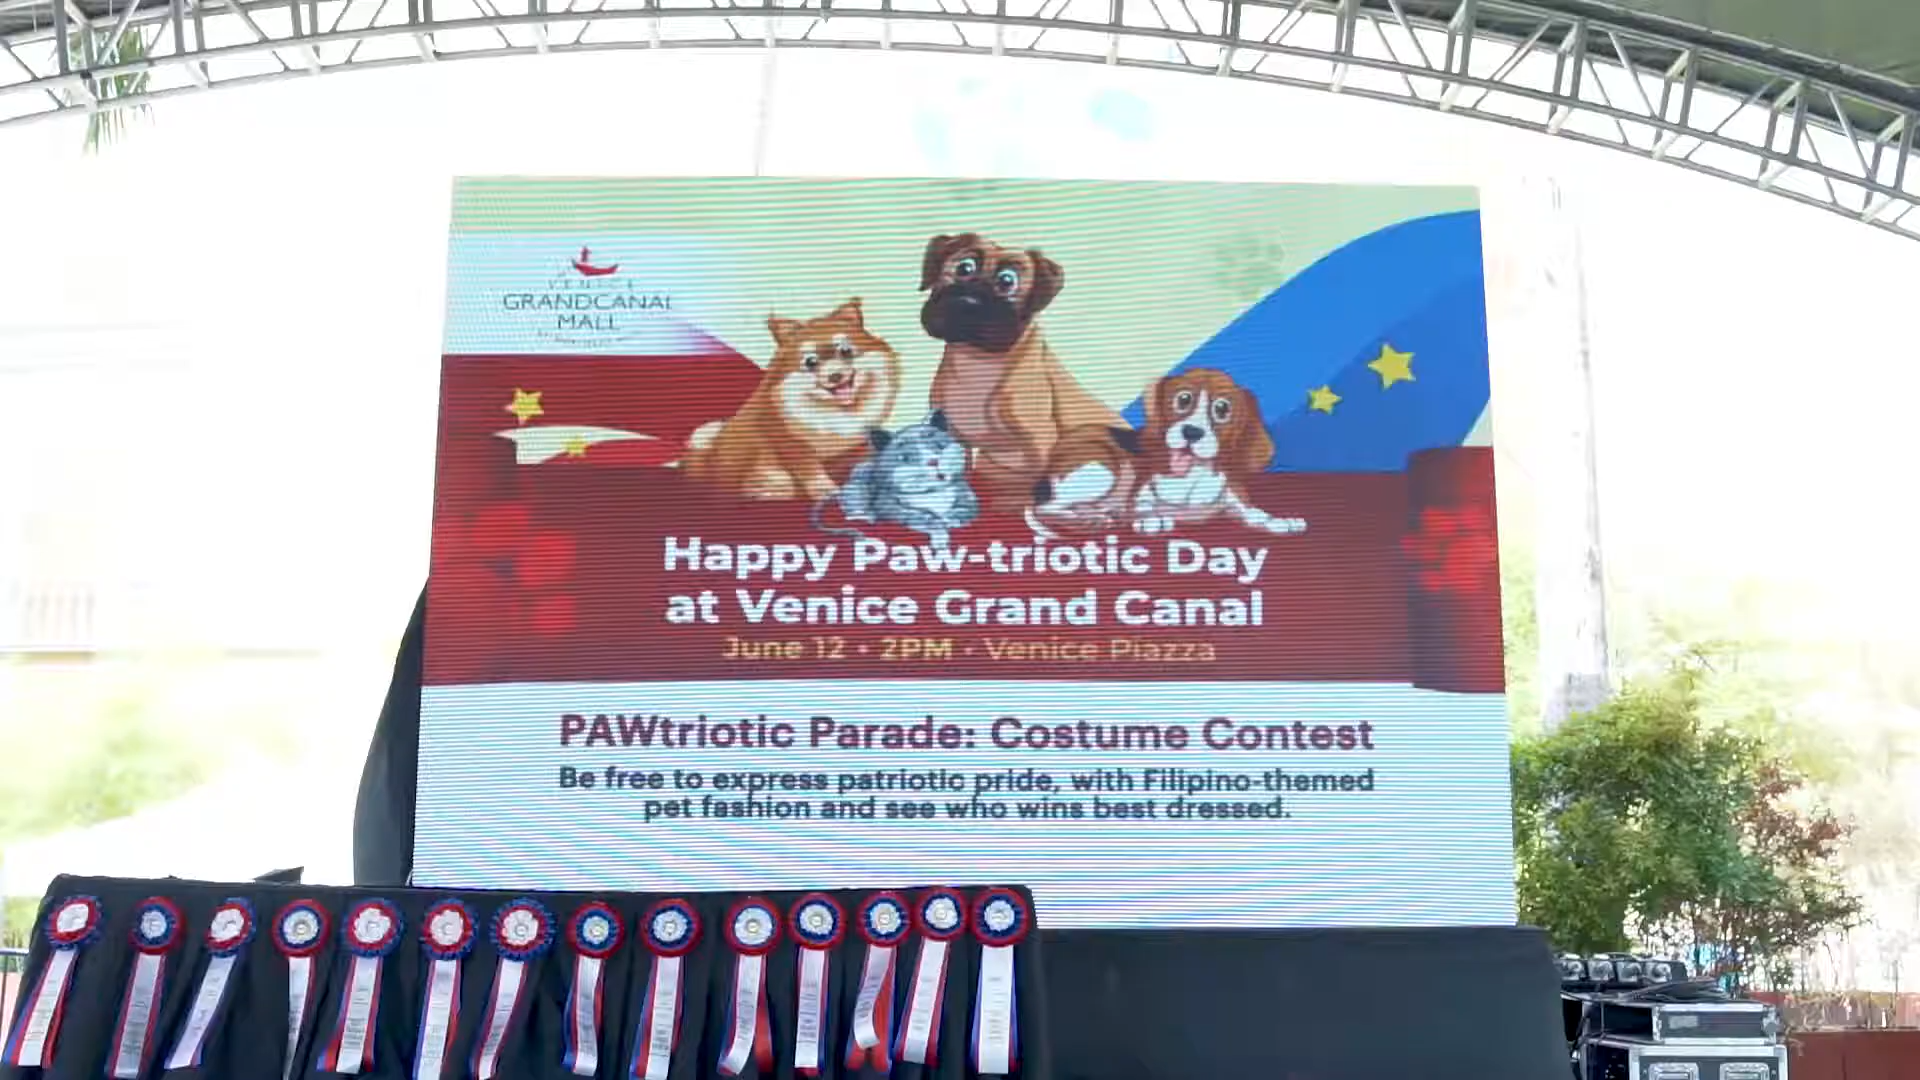 VENICE
GRANDCANAL
MALL
Happy Paw-triotic Day
at Venice Grand Canal
June 12 • 2PM • Venice Piazza
PAWtriotic Parade: Costume Contest
Be free to express patriotic pride, with Filipino-themed
pet fashion and see who wins best dressed.